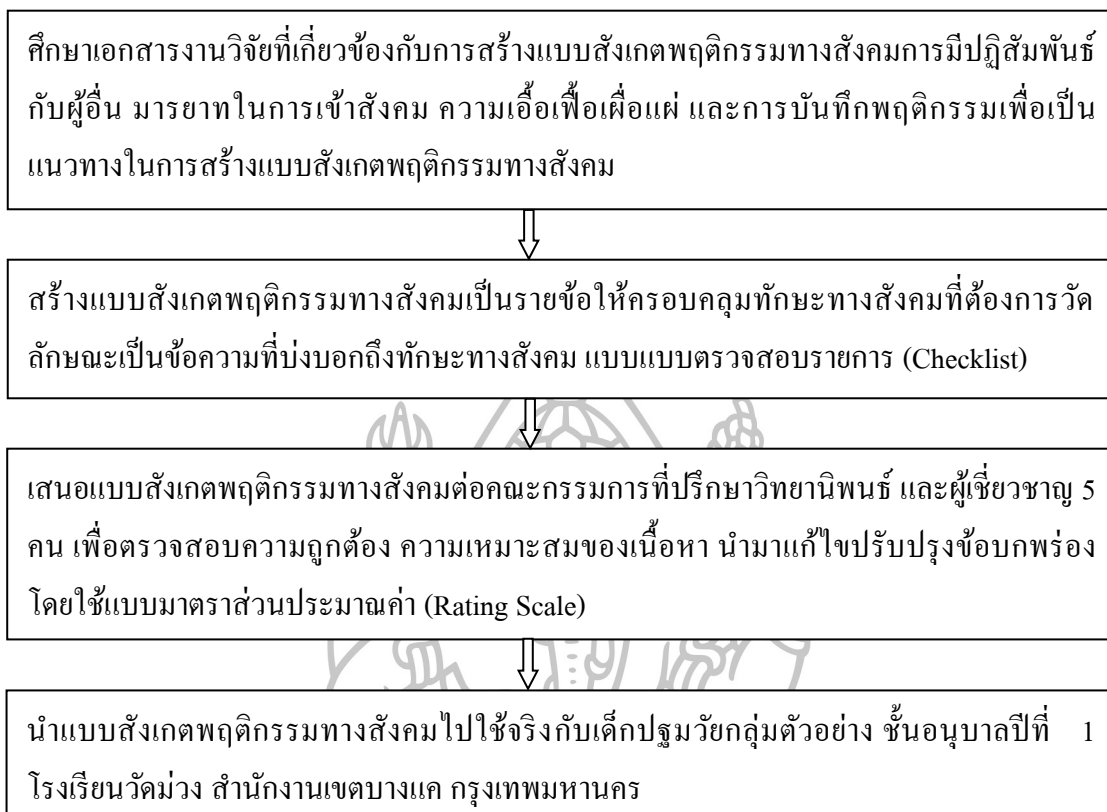 ศึกษาเอกสารงานวิจัยที่เกี่ยวข้องกับการสร้างแบบสังเกตพฤติกรรมทางสังคมการมีปฏิสัมพันธ์
กับผู้อื่น มารยาทในการเข้าสังคม ความเอื้อเฟื้อเผื่อแผ่ และการบันทึกพฤติกรรมเพื่อเป็น
แนวทางในการสร้างแบบสังเกตพฤติกรรมทางสังคม
สร้างแบบสังเกตพฤติกรรมทางสังคมเป็นรายข้อให้ครอบคลุมทักษะทางสังคมที่ต้องการวัด
ลักษณะเป็นข้อความที่บ่งบอกถึงทักษะทางสังคม แบบแบบตรวจสอบรายการ (Checklist)
เสนอแบบสังเกตพฤติกรรมทางสังคมต่อคณะกรรมการที่ปรึกษาวิทยานิพนธ์ และผู้เชี่ยวชาญ 5
คน เพื่อตรวจสอบความถูกต้อง ความเหมาะสมของเนื้อหา นำมาแก้ไขปรับปรุงข้อบกพร่อง
โดยใช้แบบมาตราส่วนประมาณค่า (Rating Scale)
นำแบบสังเกตพฤติกรรมทางสังคมไปใช้จริงกับเด็กปฐมวัยกลุ่มตัวอย่าง ชั้นอนุบาลปีที่ 1
โรงเรียนวัดม่วง สำนักงานเขตบางแค กรุงเทพมหานคร